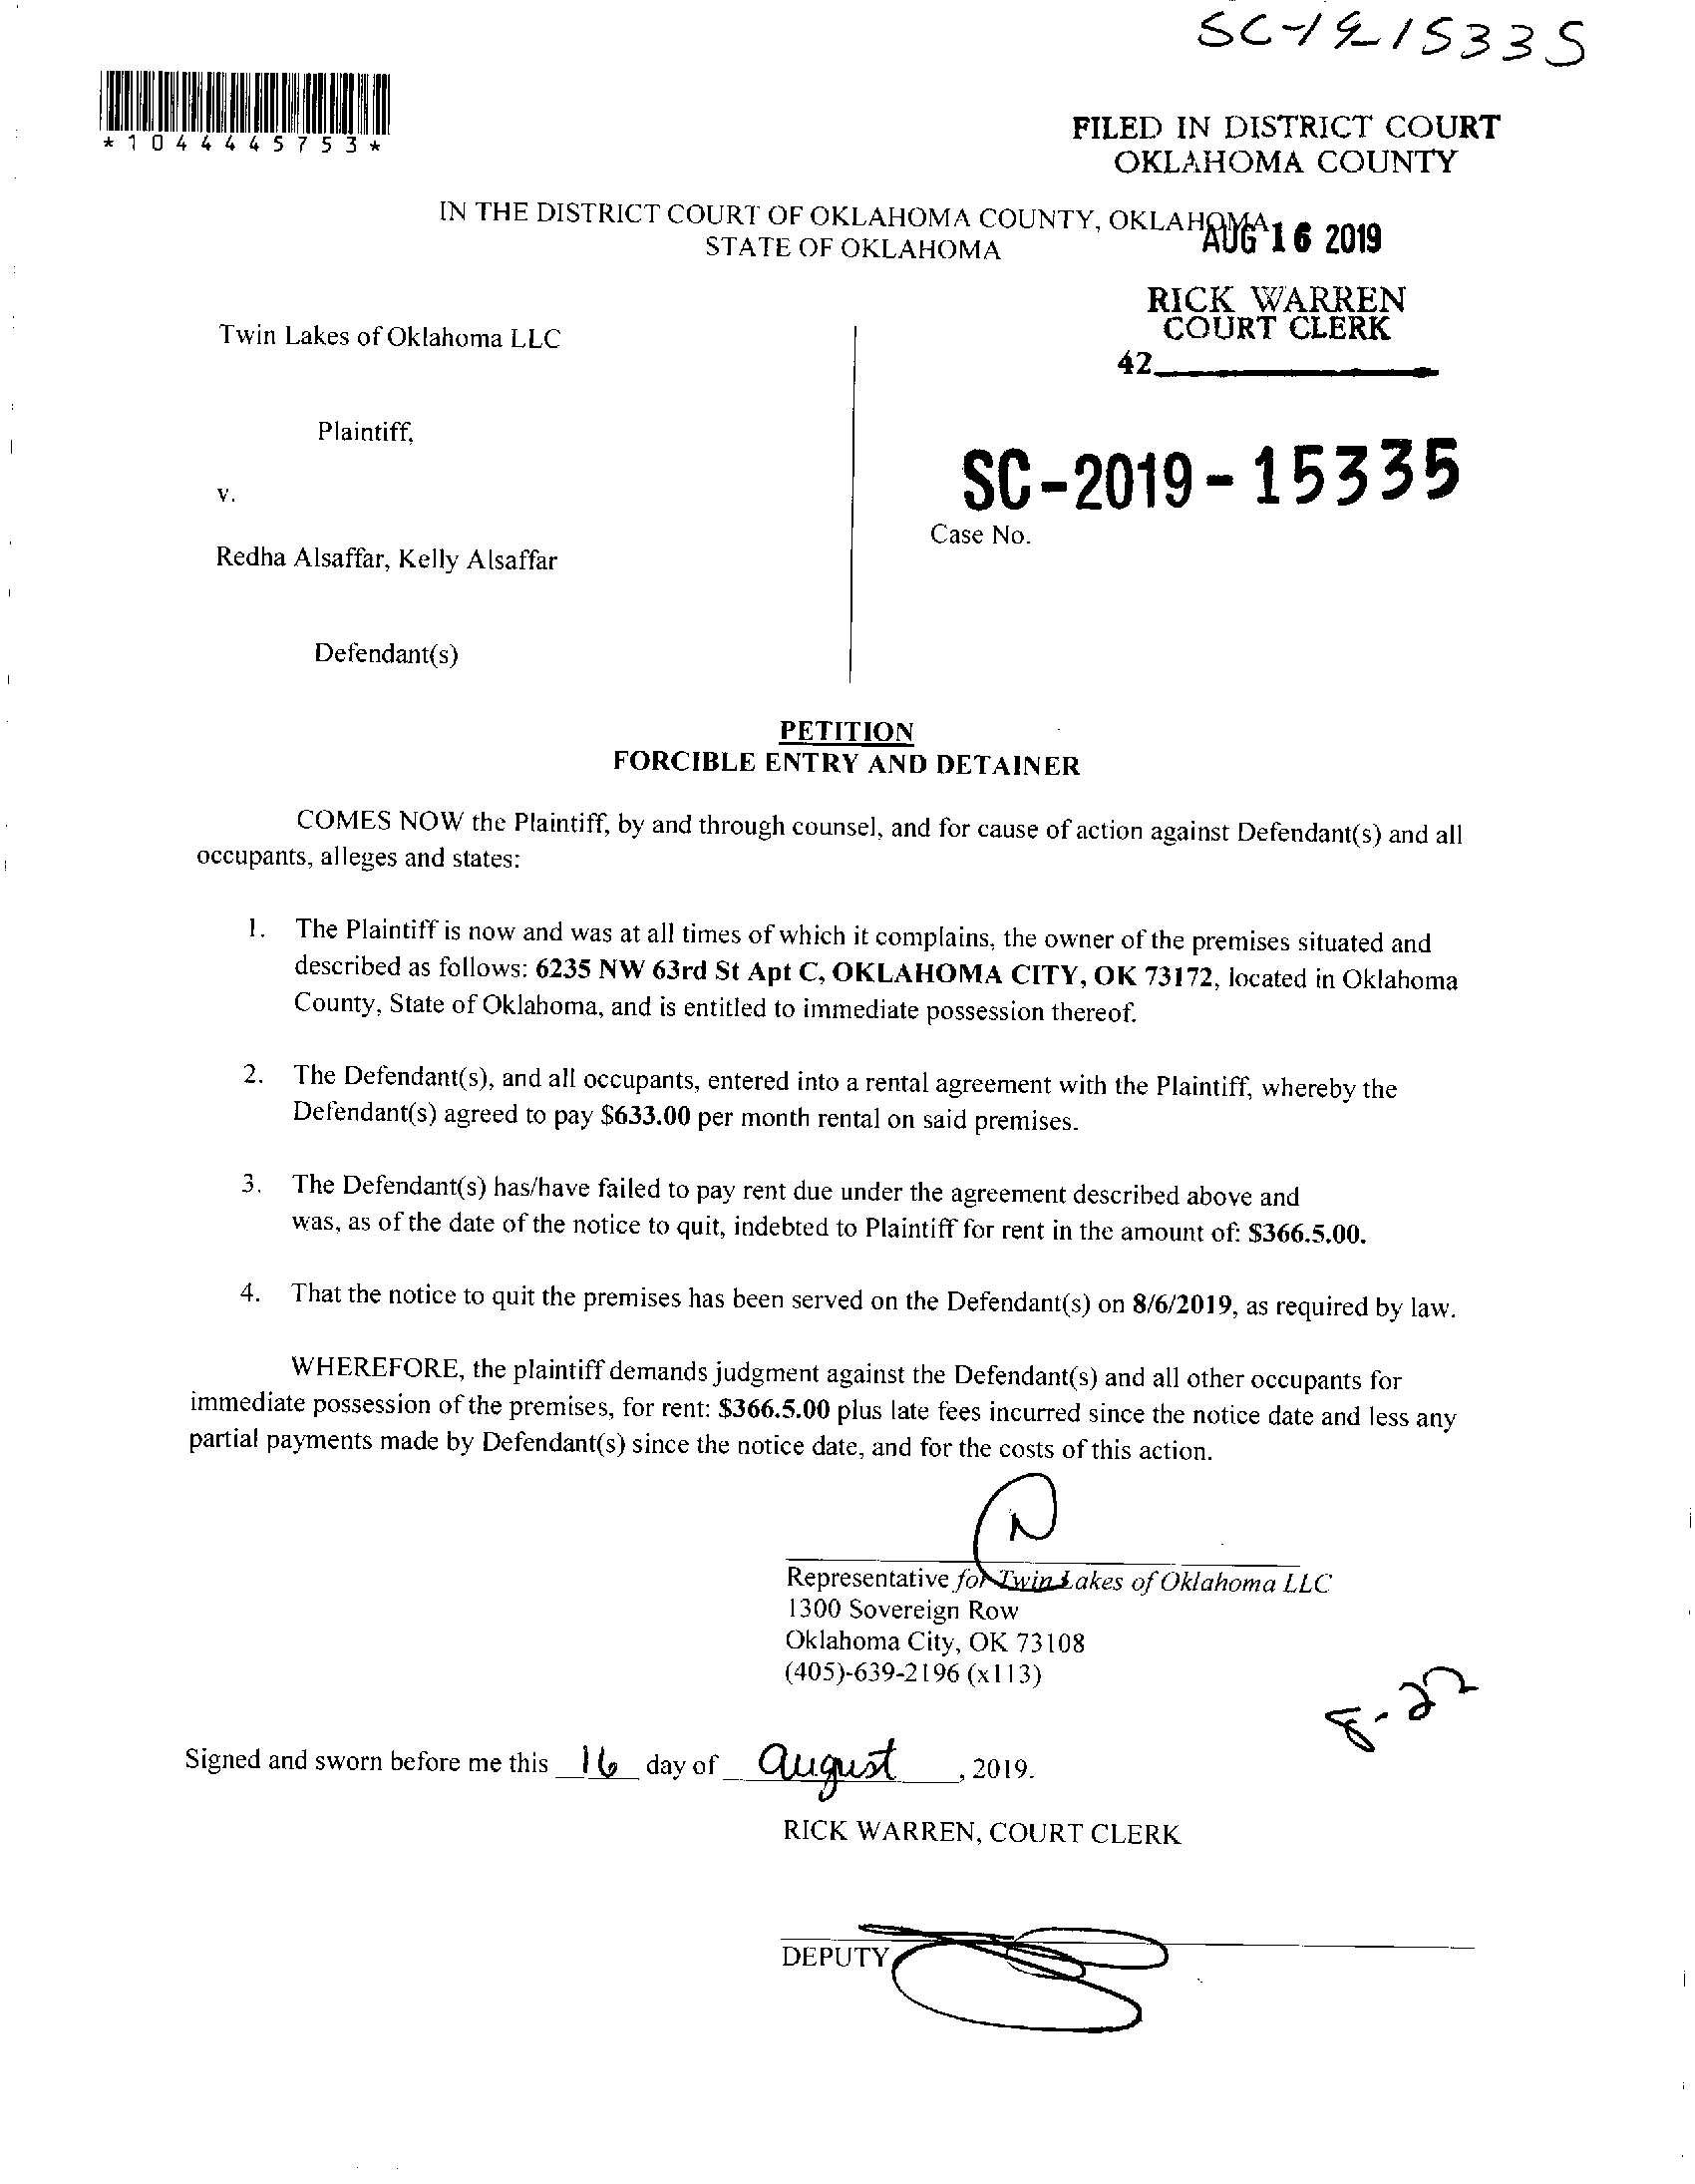 SC-19-15335
*1044445753*
FILED IN DISTRICT COURT
OKLAHOMA COUNTY
IN THE DISTRICT COURT OF OKLAHOMA COUNTY, OKLAHOMA
STATE OF OKLAHOMA
AUG 16 2019
RICK WARREN
COURT CLERK
42
Twin Lakes of Oklahoma LLC
Plaintiff,
v.
SC-2019-15335
Case No.
Redha Alsaffar, Kelly Alsaffar
Defendant(s)
PETITION
FORCIBLE ENTRY AND DETAINER
COMES NOW the Plaintiff, by and through counsel, and for cause of action against Defendant(s) and all
occupants, alleges and states:
1. The Plaintiff is now and was at all times of which it complains, the owner of the premises situated and
described as follows: 6235 NW 63rd St Apt C, OKLAHOMA CITY, OK 73172, located in Oklahoma
County, State of Oklahoma, and is entitled to immediate possession thereof.
2. The Defendant(s), and all occupants, entered into a rental agreement with the Plaintiff, whereby the
Defendant(s) agreed to pay $633.00 per month rental on said premises.
3. The Defendant(s) has/have failed to pay rent due under the agreement described above and
was, as of the date of the notice to quit, indebted to Plaintiff for rent in the amount of: $366.5.00.
4. That the notice to quit the premises has been served on the Defendant(s) on 8/6/2019, as required by law.
WHEREFORE, the plaintiff demands judgment against the Defendant(s) and all other occupants for
immediate possession of the premises, for rent: $366.5.00 plus late fees incurred since the notice date and less any
partial payments made by Defendant(s) since the notice date, and for the costs of this action.
Representative for Twin Lakes of Oklahoma LLC
1300 Sovereign Row
Oklahoma City, OK 73108
(405)-639-2196 (x113)
8-22
Signed and sworn before me this 16 day of August, 2019.
RICK WARREN, COURT CLERK
DEPUTY